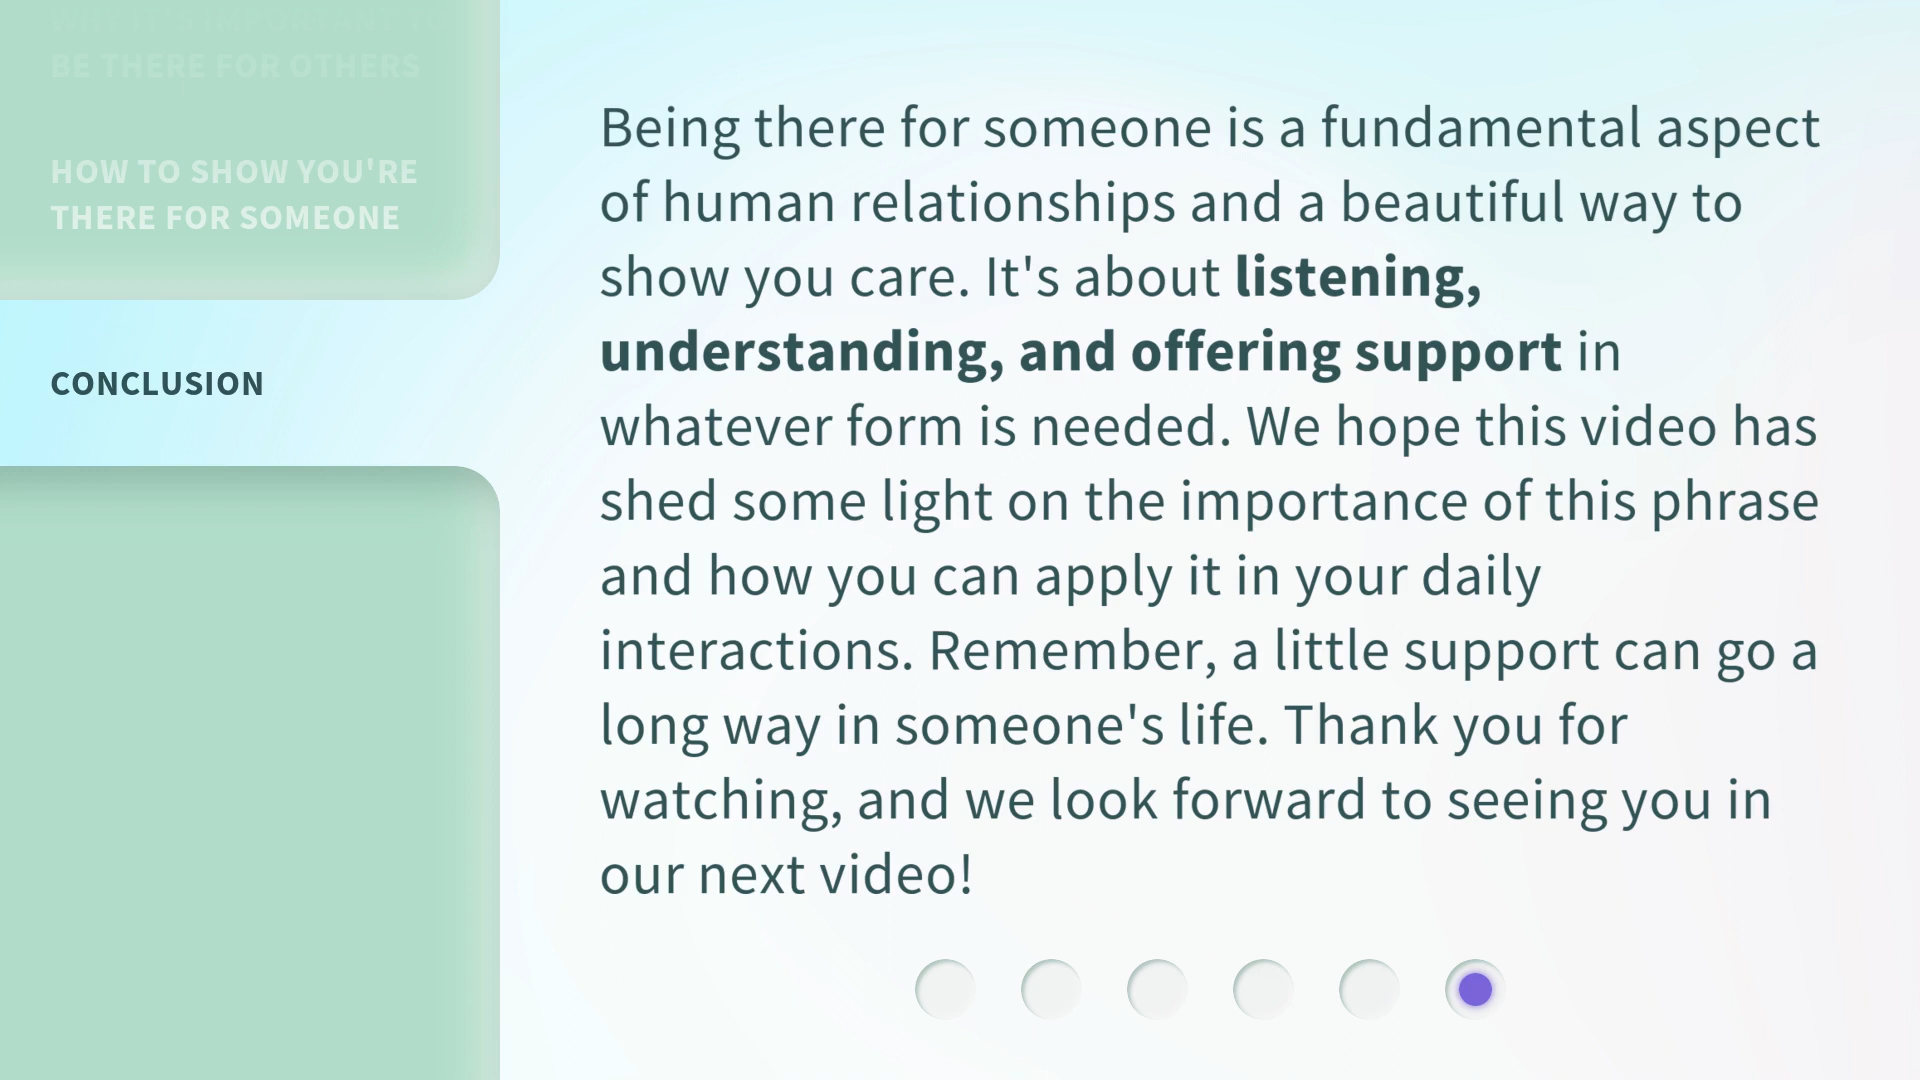 WHY IT'S IMPORTANT TO
BE THERE FOR OTHERS
HOW TO SHOW YOU'RE
THERE FOR SOMEONE
CONCLUSION
Being there for someone is a fundamental aspect
of human relationships and a beautiful way to
show you care. It's about listening,
understanding, and offering support in
whatever form is needed. We hope this video has
shed some light on the importance of this phrase
and how you can apply it in your daily
interactions. Remember, a little support can go a
long way in someone's life. Thank you for
watching, and we look forward to seeing you in
our next video!